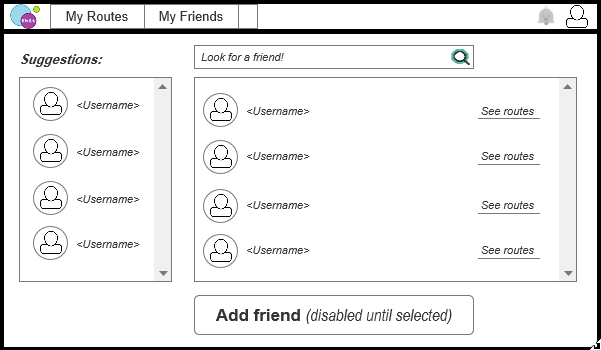 My Routes
My Friends
Suggestions:
Look for a friend!
<Username>
<Username>
<Username>
<Username>
<Username>
See routes
<Username>
See routes
<Username>
See routes
<Username>
See routes
Add friend (disabled until selected)